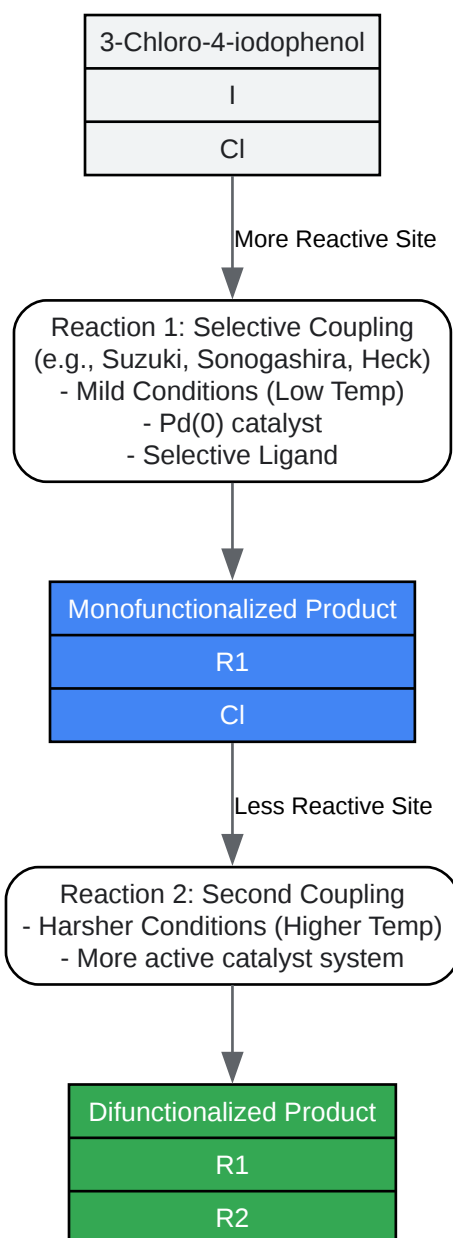 3-Chloro-4-iodophenol
I
Cl
More Reactive Site
Reaction 1: Selective Coupling
(e.g., Suzuki, Sonogashira, Heck)
- Mild Conditions (Low Temp)
- Pd(0) catalyst
- Selective Ligand
Monofunctionalized Product
R1
Cl
Less Reactive Site
Reaction 2: Second Coupling
- Harsher Conditions (Higher Temp)
- More active catalyst system
Difunctionalized Product
R1
R2